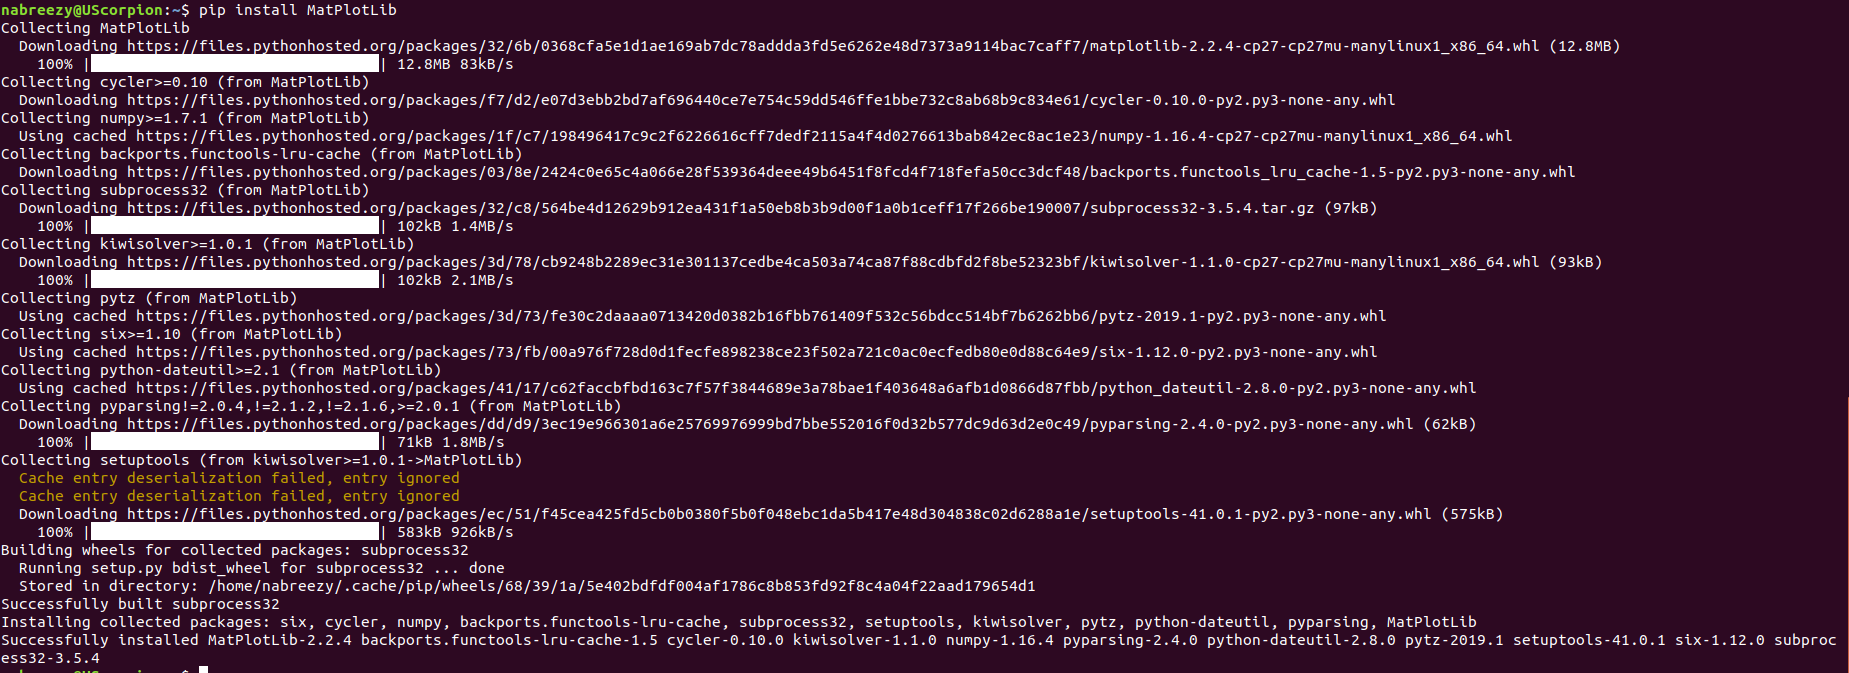 nabreezy@UScorpion:~$ pip install MatPlotLib
Collecting MatPlotLib
  Downloading https://files.pythonhosted.org/packages/32/6b/0368cfa5e1d1ae169ab7dc78addda3fd5e6262e48d7373a9114bac7caff7/matplotlib-2.2.4-cp27-cp27mu-manylinux1_x86_64.whl (12.8MB)
    100% |████████████████████████████████| 12.8MB 83kB/s
Collecting cycler>=0.10 (from MatPlotLib)
  Downloading https://files.pythonhosted.org/packages/f7/d2/e07d3ebb2bd7af696440ce7e754c59dd546ffe1bbe732c8ab68b9c834e61/cycler-0.10.0-py2.py3-none-any.whl
Collecting numpy>=1.7.1 (from MatPlotLib)
  Using cached https://files.pythonhosted.org/packages/1f/c7/198496417c9c2f6226616cff7dedf2115a4f4d0276613bab842ec8ac1e23/numpy-1.16.4-cp27-cp27mu-manylinux1_x86_64.whl
Collecting backports.functools-lru-cache (from MatPlotLib)
  Downloading https://files.pythonhosted.org/packages/03/8e/2424c0e65c4a066e28f539364deee49b6451f8fcd4f718fefa50cc3dcf48/backports.functools_lru_cache-1.5-py2.py3-none-any.whl
Collecting subprocess32 (from MatPlotLib)
  Downloading https://files.pythonhosted.org/packages/32/c8/564be4d12629b912ea431f1a50eb8b3b9d00f1a0b1ceff17f266be190007/subprocess32-3.5.4.tar.gz (97kB)
    100% |████████████████████████████████| 102kB 1.4MB/s
Collecting kiwisolver>=1.0.1 (from MatPlotLib)
  Downloading https://files.pythonhosted.org/packages/3d/78/cb9248b2289ec31e301137cedbe4ca503a74ca87f88cdbfd2f8be52323bf/kiwisolver-1.1.0-cp27-cp27mu-manylinux1_x86_64.whl (93kB)
    100% |████████████████████████████████| 102kB 2.1MB/s
Collecting pytz (from MatPlotLib)
  Using cached https://files.pythonhosted.org/packages/3d/73/fe30c2daaaa0713420d0382b16fbb761409f532c56bdcc514bf7b6262bb6/pytz-2019.1-py2.py3-none-any.whl
Collecting six>=1.10 (from MatPlotLib)
  Using cached https://files.pythonhosted.org/packages/73/fb/00a976f728d0d1fecfe898238ce23f502a721c0ac0ecfedb80e0d88c64e9/six-1.12.0-py2.py3-none-any.whl
Collecting python-dateutil>=2.1 (from MatPlotLib)
  Using cached https://files.pythonhosted.org/packages/41/17/c62faccbfbd163c7f57f3844689e3a78bae1f403648a6afb1d0866d87fbb/python_dateutil-2.8.0-py2.py3-none-any.whl
Collecting pyparsing!=2.0.4,!=2.1.2,!=2.1.6,>=2.0.1 (from MatPlotLib)
  Downloading https://files.pythonhosted.org/packages/dd/d9/3ec19e966301a6e25769976999bd7bbe552016f0d32b577dc9d63d2e0c49/pyparsing-2.4.0-py2.py3-none-any.whl (62kB)
    100% |████████████████████████████████| 71kB 1.8MB/s
Collecting setuptools (from kiwisolver>=1.0.1->MatPlotLib)
  Cache entry deserialization failed, entry ignored
  Cache entry deserialization failed, entry ignored
  Downloading https://files.pythonhosted.org/packages/ec/51/f45cea425fd5cb0b0380f5b0f048ebc1da5b417e48d304838c02d6288a1e/setuptools-41.0.1-py2.py3-none-any.whl (575kB)
    100% |████████████████████████████████| 583kB 926kB/s
Building wheels for collected packages: subprocess32
  Running setup.py bdist_wheel for subprocess32 ... done
  Stored in directory: /home/nabreezy/.cache/pip/wheels/68/39/1a/5e402bdfdf004af1786c8b853fd92f8c4a04f22aad179654d1
Successfully built subprocess32
Installing collected packages: six, cycler, numpy, backports.functools-lru-cache, subprocess32, setuptools, kiwisolver, pytz, python-dateutil, pyparsing, MatPlotLib
Successfully installed MatPlotLib-2.2.4 backports.functools-lru-cache-1.5 cycler-0.10.0 kiwisolver-1.1.0 numpy-1.16.4 pyparsing-2.4.0 python-dateutil-2.8.0 pytz-2019.1 setuptools-41.0.1 six-1.12.0 subproc
ess32-3.5.4
nabreezy@UScorpion:~$